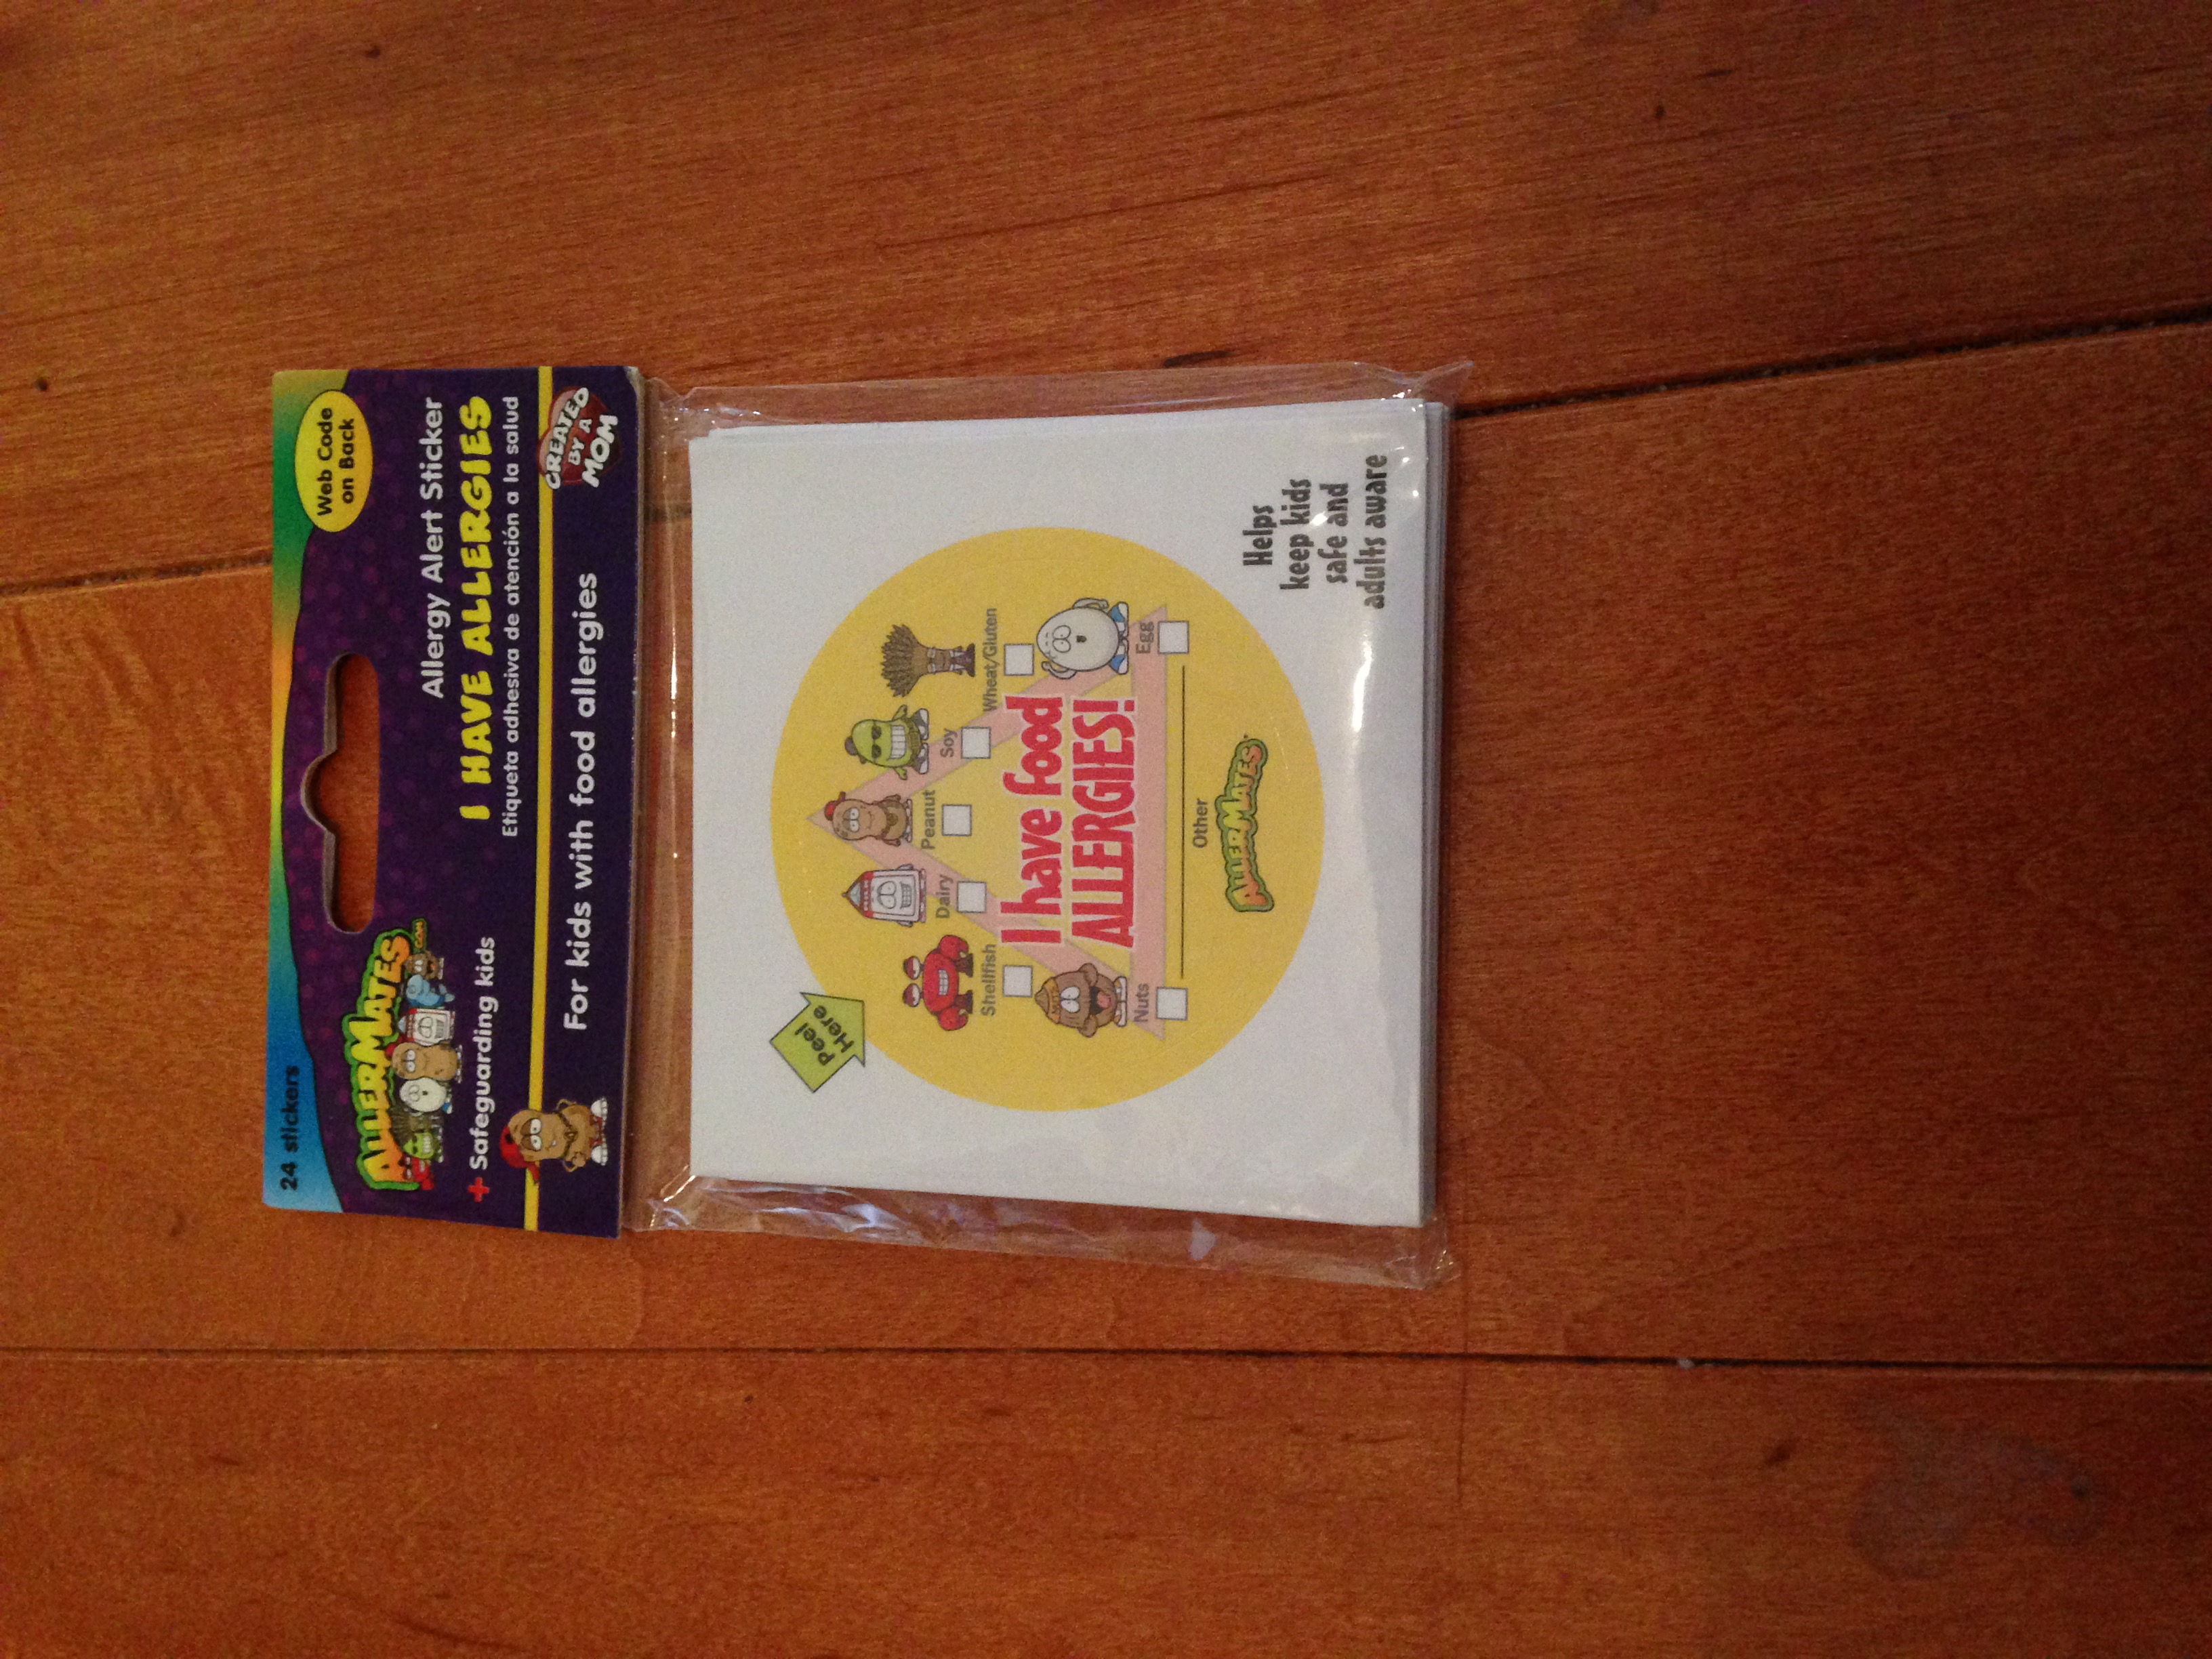 24 stickers
Web Code
on Back
ALLERMATES
.COM
+ Safeguarding kids
Allergy Alert Sticker
I HAVE ALLERGIES
Etiqueta adhesiva de atención a la salud
For kids with food allergies
CREATED
BY A
MOM
Peel
Here
Shellfish
Dairy
Peanut
Soy
Wheat/Gluten
Nuts
Egg
I have food
ALLERGIES!
Other
ALLERMATES
Helps
keep kids
safe and
adults aware